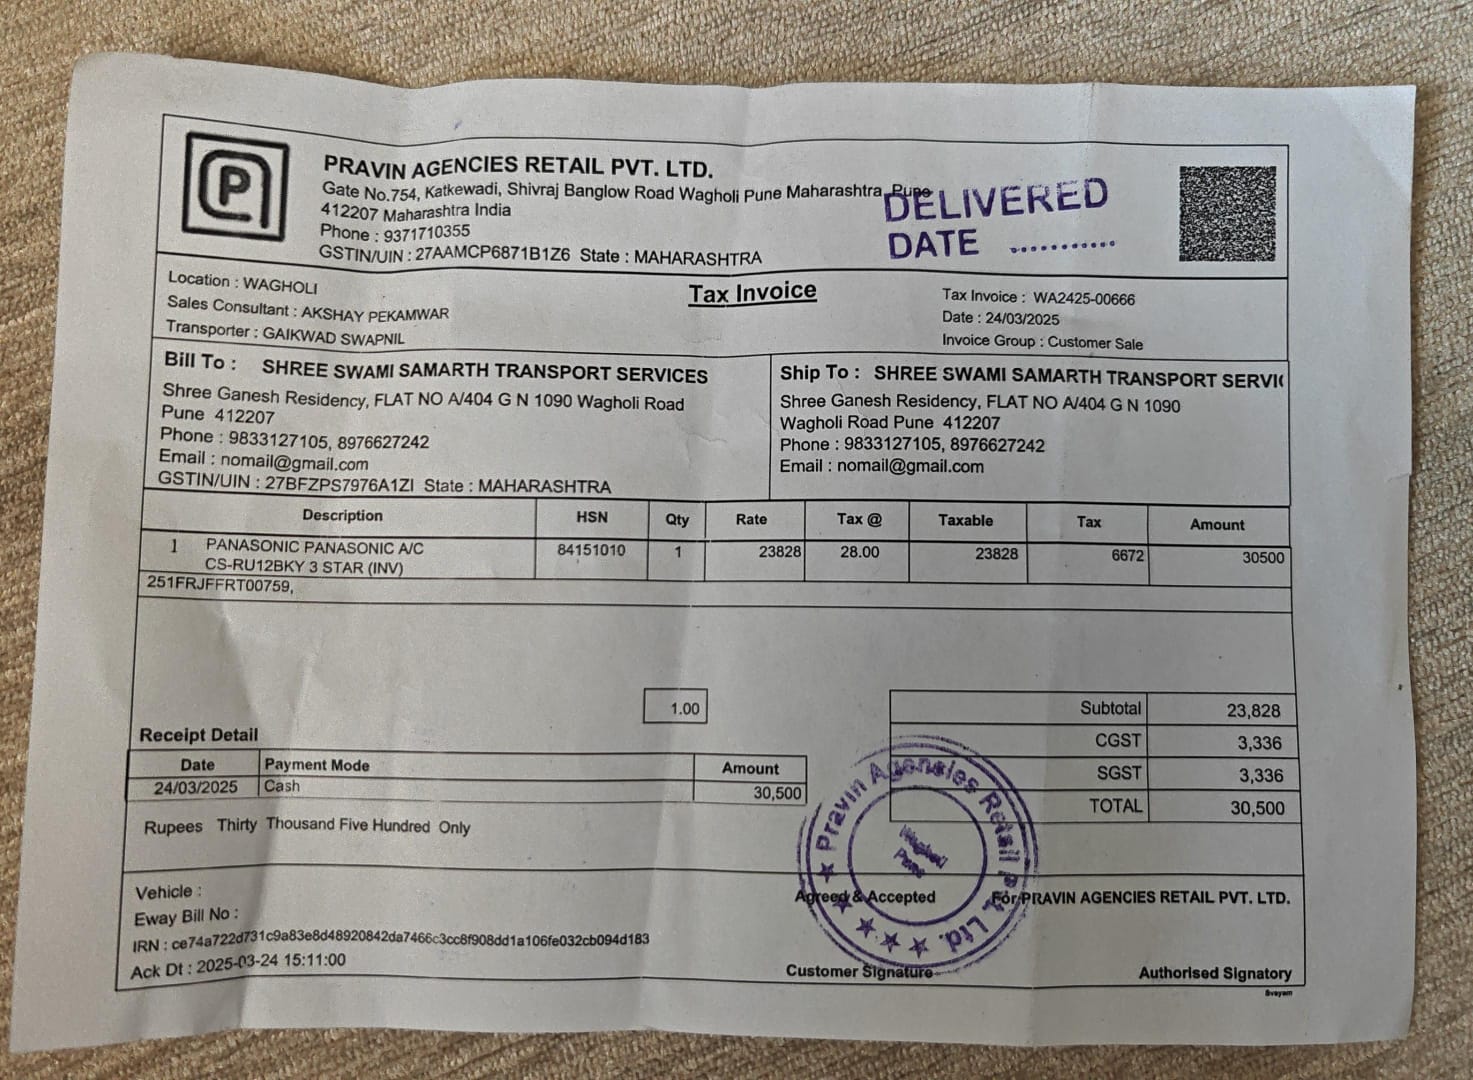 P
PRAVIN AGENCIES RETAIL PVT. LTD.
Gate No.754, Katkewadi, Shivraj Banglow Road Wagholi Pune Maharashtra Pune
412207 Maharashtra India
Phone : 9371710355
GSTIN/UIN : 27AAMCP6871B1Z6 State : MAHARASHTRA
DELIVERED
DATE ............
Location : WAGHOLI
Sales Consultant : AKSHAY PEKAMWAR
Transporter : GAIKWAD SWAPNIL
Tax Invoice
Tax Invoice : WA2425-00666
Date : 24/03/2025
Invoice Group : Customer Sale
Bill To : SHREE SWAMI SAMARTH TRANSPORT SERVICES
Shree Ganesh Residency, FLAT NO A/404 G N 1090 Wagholi Road
Pune 412207
Phone : 9833127105, 8976627242
Email : nomail@gmail.com
GSTIN/UIN : 27BFZPS7976A1ZI State : MAHARASHTRA
Ship To : SHREE SWAMI SAMARTH TRANSPORT SERVIC
Shree Ganesh Residency, FLAT NO A/404 G N 1090
Wagholi Road Pune 412207
Phone : 9833127105, 8976627242
Email : nomail@gmail.com
Description HSN Qty Rate Tax @ Taxable Tax Amount
1 PANASONIC PANASONIC A/C 84151010 1 23828 28.00 23828 6672 30500
CS-RU12BKY 3 STAR (INV)
251FRJFFRT00759,
1.00
Subtotal 23,828
CGST 3,336
SGST 3,336
TOTAL 30,500
Receipt Detail
Date Payment Mode Amount
24/03/2025 Cash 30,500
Rupees Thirty Thousand Five Hundred Only
Pravin Agencies Retail Pvt. Ltd.
Wagholi
Pune
Vehicle :
Eway Bill No :
IRN : ce74a722d731c9a83e8d48920842da7466c3cc8f908dd1a106fe032cb094d183
Ack Dt : 2025-03-24 15:11:00
Agreed & Accepted
For PRAVIN AGENCIES RETAIL PVT. LTD.
Customer Signature
Authorised Signatory
Svayam